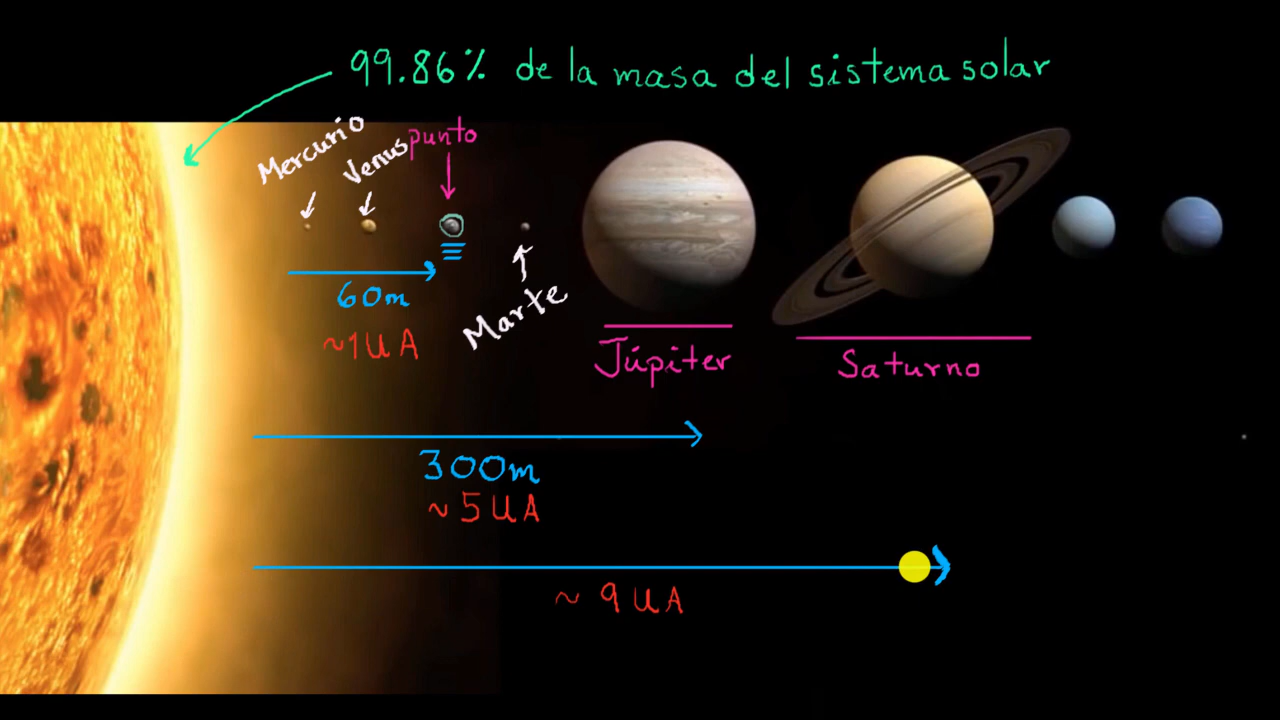 99.86% de la masa del sistema solar
Mercurio
Venus
punto
60m
~1UA
Marte
Júpiter
Saturno
300m
~5UA
~9UA